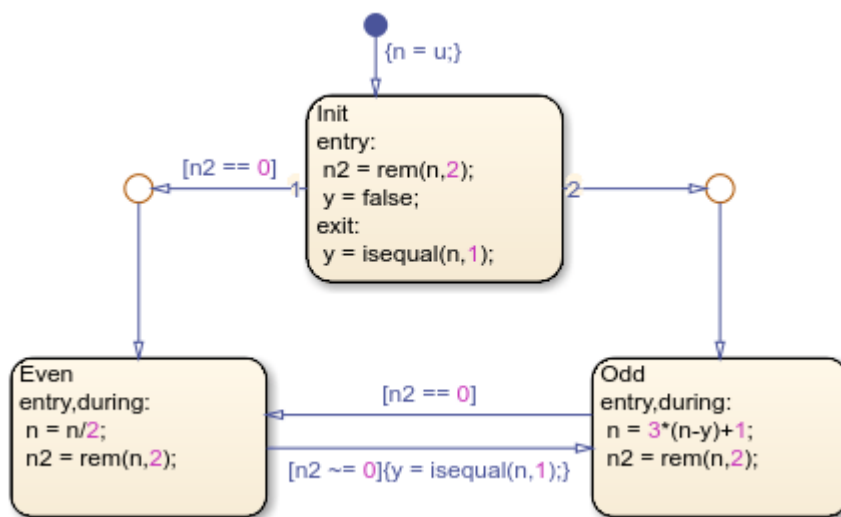 {n = u;}
Init
entry:
n2 = rem(n,2);
y = false;
exit:
y = isequal(n,1);
[n2 == 0]
1
2
Even
entry,during:
n = n/2;
n2 = rem(n,2);
[n2 == 0]
[n2 ~= 0]{y = isequal(n,1);}
Odd
entry,during:
n = 3*(n-y)+1;
n2 = rem(n,2);